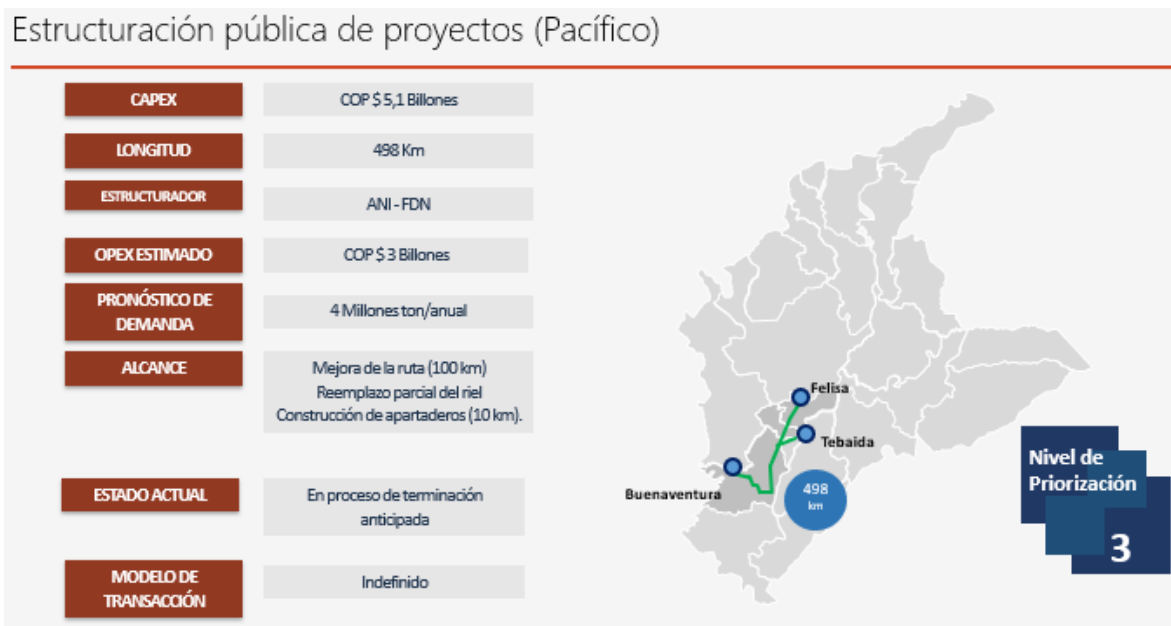 Estructuración pública de proyectos (Pacífico)
CAPEX
COP $ 5,1 Billones
LONGITUD
498 Km
ESTRUCTURADOR
ANI - FDN
OPEX ESTIMADO
COP $ 3 Billones
PRONÓSTICO DE
DEMANDA
4 Millones ton/anual
ALCANCE
Mejora de la ruta (100 km)
Reemplazo parcial del riel
Construcción de apartaderos (10 km).
ESTADO ACTUAL
En proceso de terminación
anticipada
MODELO DE
TRANSACCIÓN
Indefinido
Felisa
Tebaida
Buenaventura
498
km
Nivel de
Priorización
3